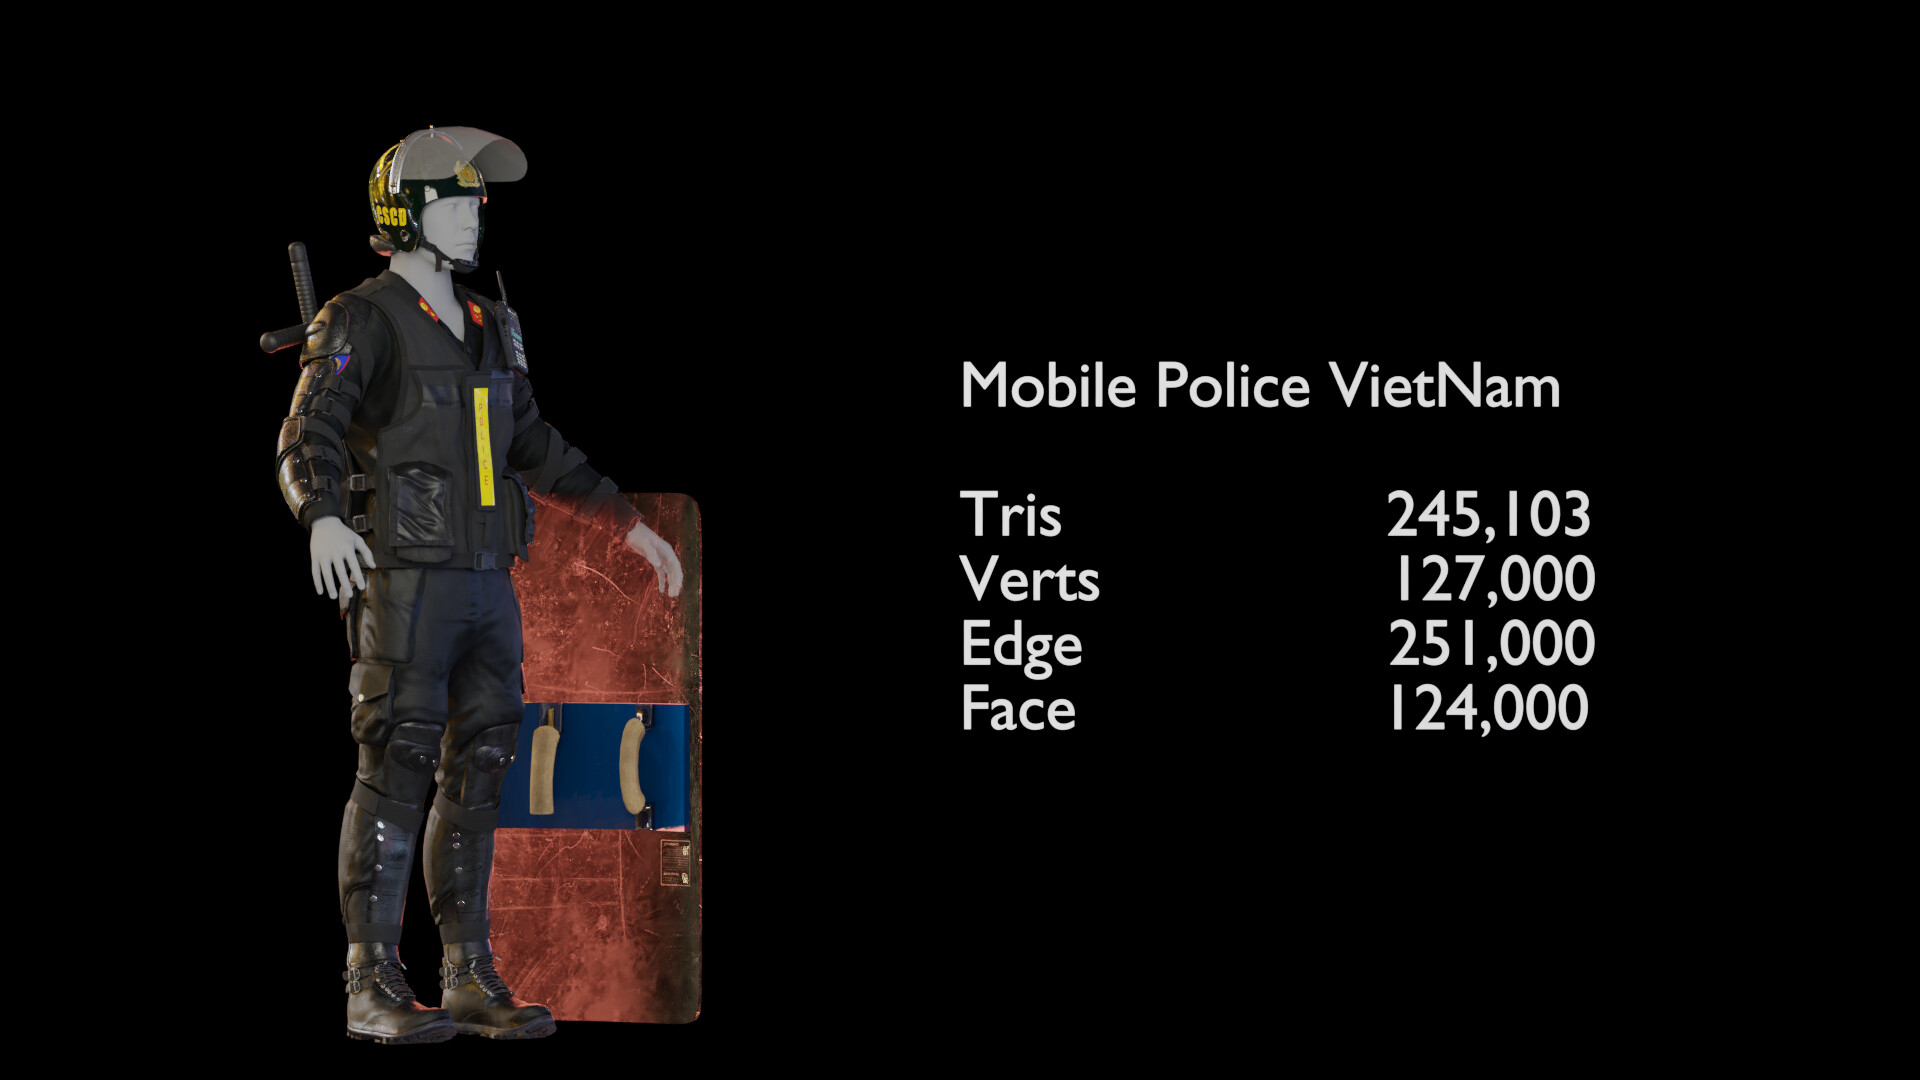 CSCD
POLICE
Mobile Police VietNam
Tris 245,103
Verts 127,000
Edge 251,000
Face 124,000